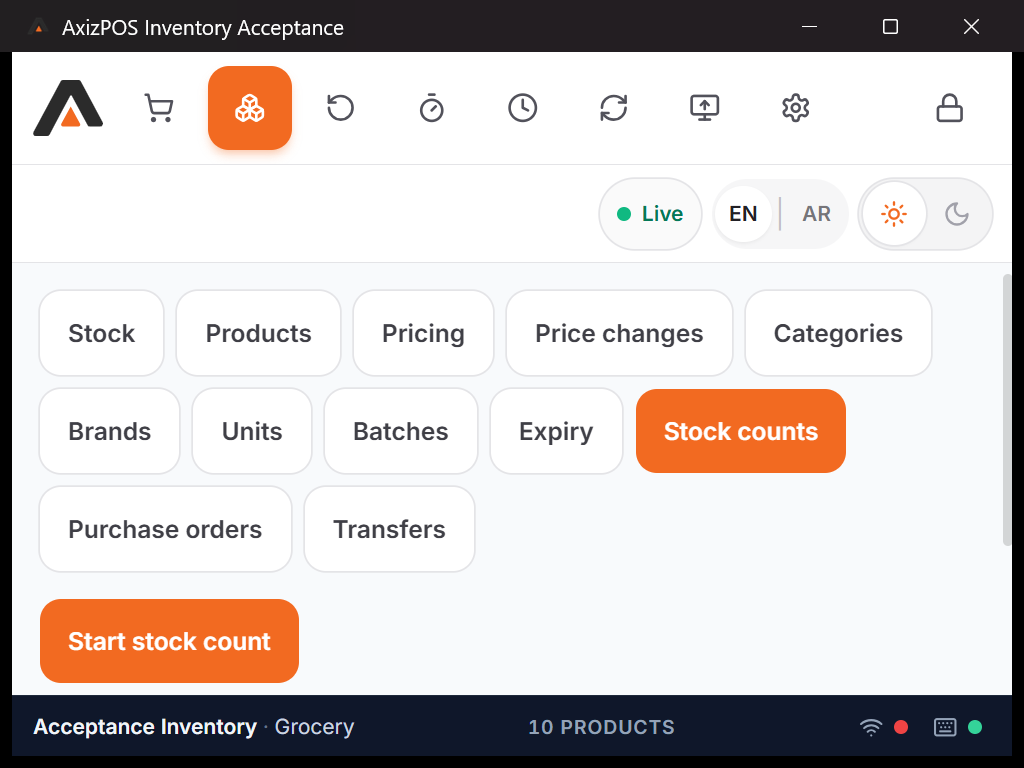 AxizPOS Inventory Acceptance
Live EN AR
Stock Products Pricing Price changes Categories
Brands Units Batches Expiry Stock counts
Purchase orders Transfers
Start stock count
Acceptance Inventory · Grocery 10 PRODUCTS